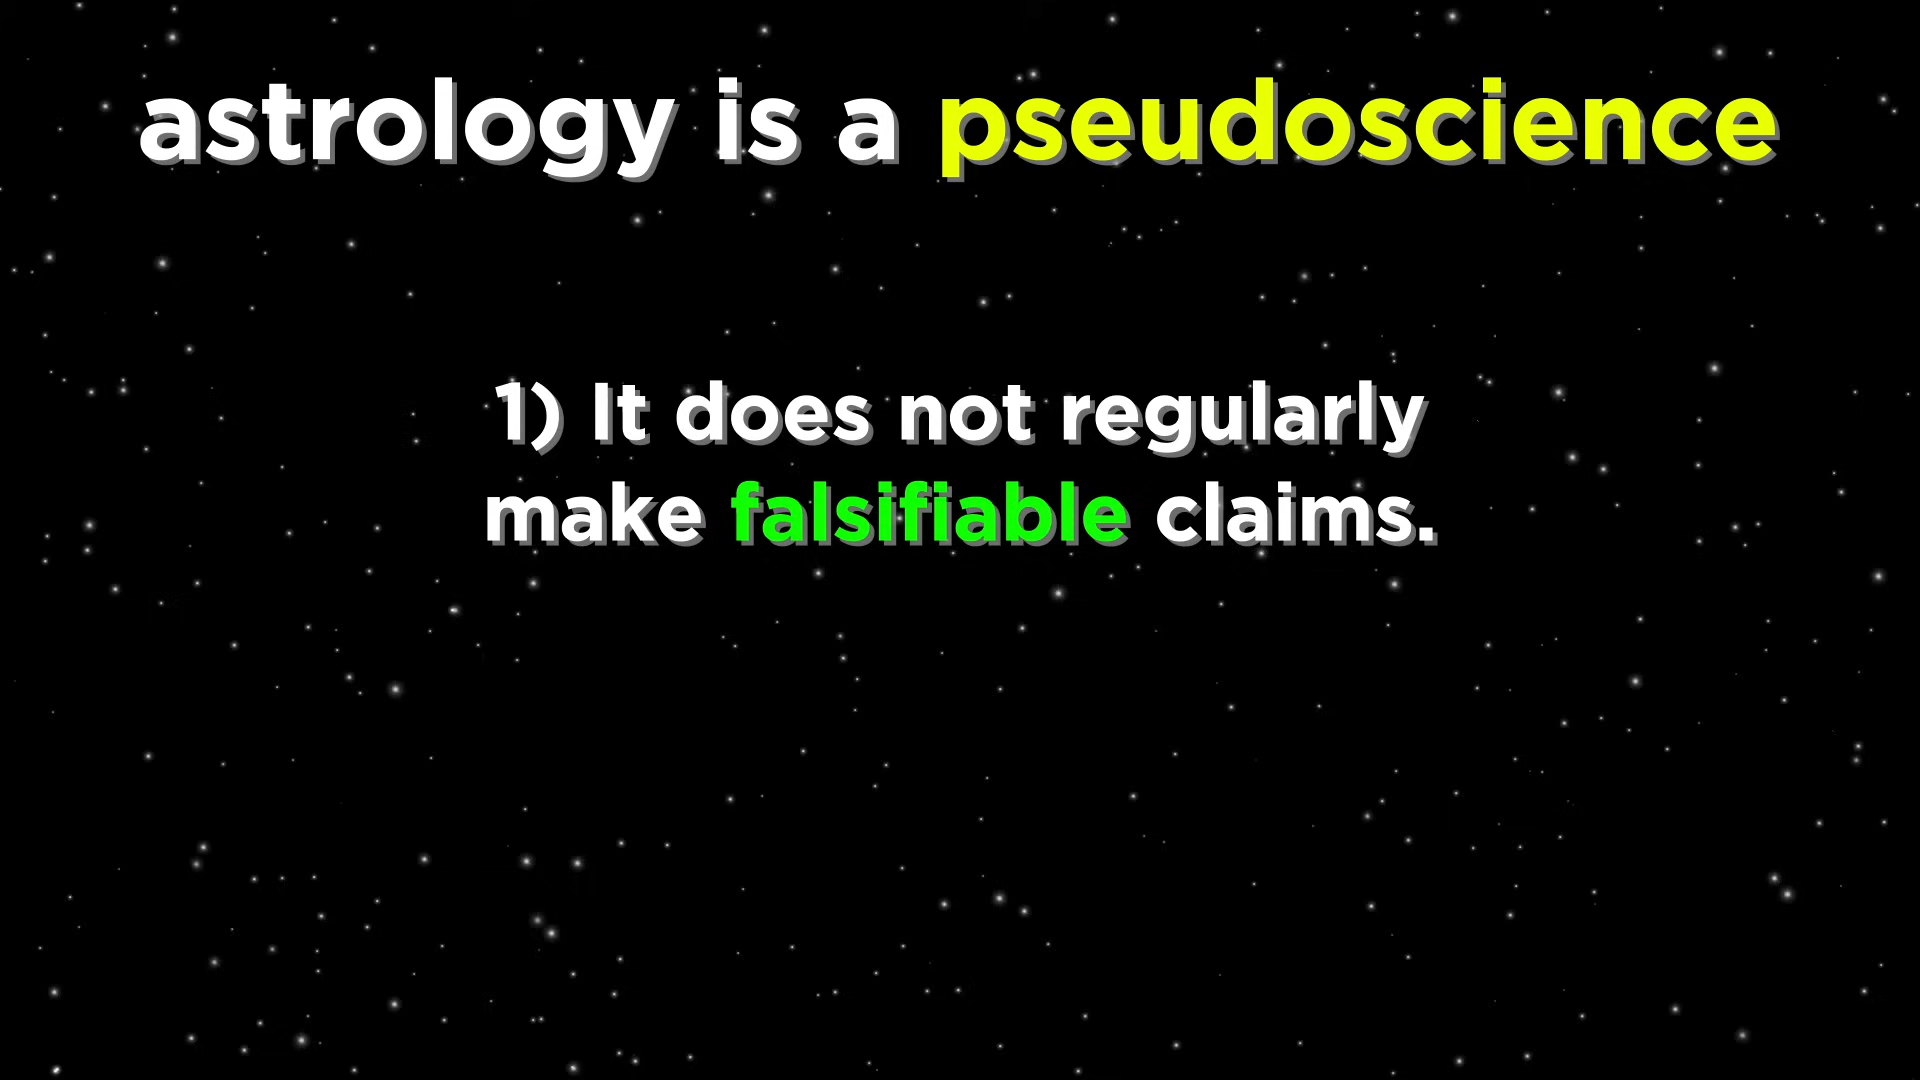 astrology is a pseudoscience
1) It does not regularly
make falsifiable claims.